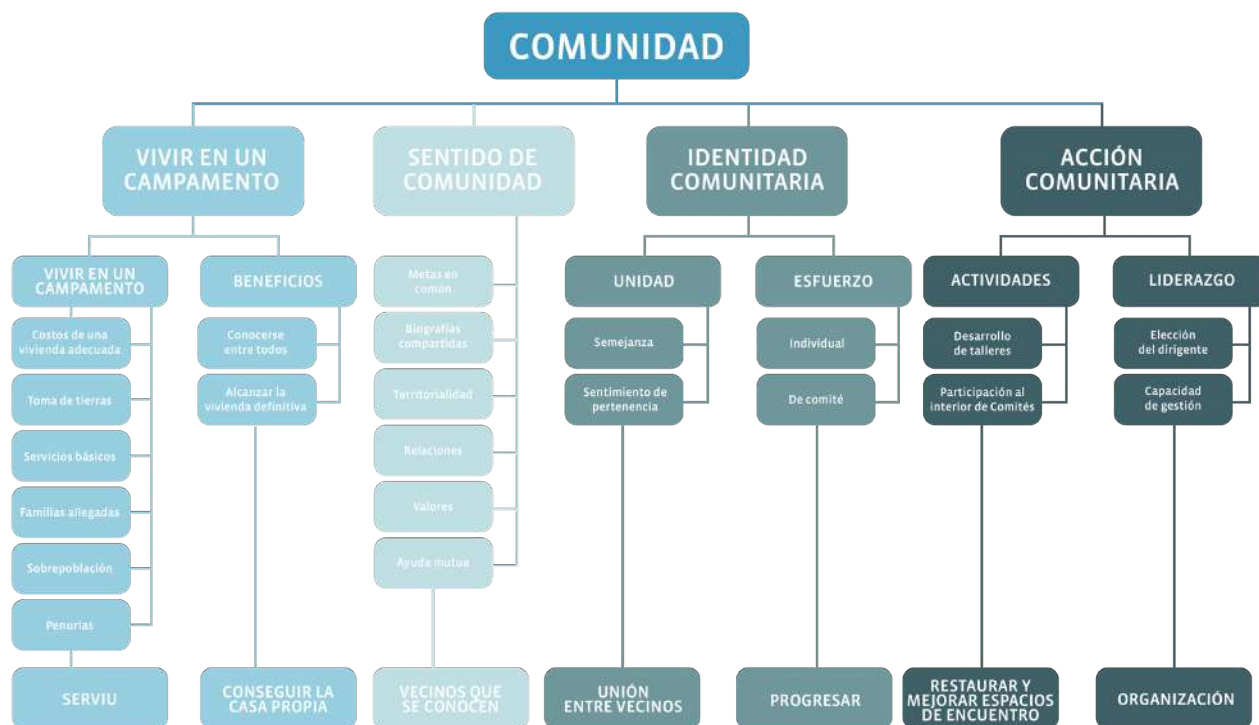 COMUNIDAD
VIVIR EN UN
CAMPAMENTO
SENTIDO DE
COMUNIDAD
IDENTIDAD
COMUNITARIA
ACCIÓN
COMUNITARIA
VIVIR EN UN
CAMPAMENTO
Costos de una
vivienda adecuada
Toma de tierras
Servicios básicos
Familias allegadas
Sobrepoblación
Penurias
SERVIU
BENEFICIOS
Conocerse
entre todos
Alcanzar la
vivienda definitiva
CONSEGUIR LA
CASA PROPIA
Metas en
común
Biografías
compartidas
Territorialidad
Relaciones
Valores
Ayuda mutua
VECINOS QUE
SE CONOCEN
UNIDAD
Semejanza
Sentimiento de
pertenencia
UNIÓN
ENTRE VECINOS
ESFUERZO
Individual
De comité
PROGRESAR
ACTIVIDADES
Desarrollo
de talleres
Participación al
interior de Comités
RESTAURAR Y
MEJORAR ESPACIOS
DE ENCUENTRO
LIDERAZGO
Elección
del dirigente
Capacidad
de gestión
ORGANIZACIÓN